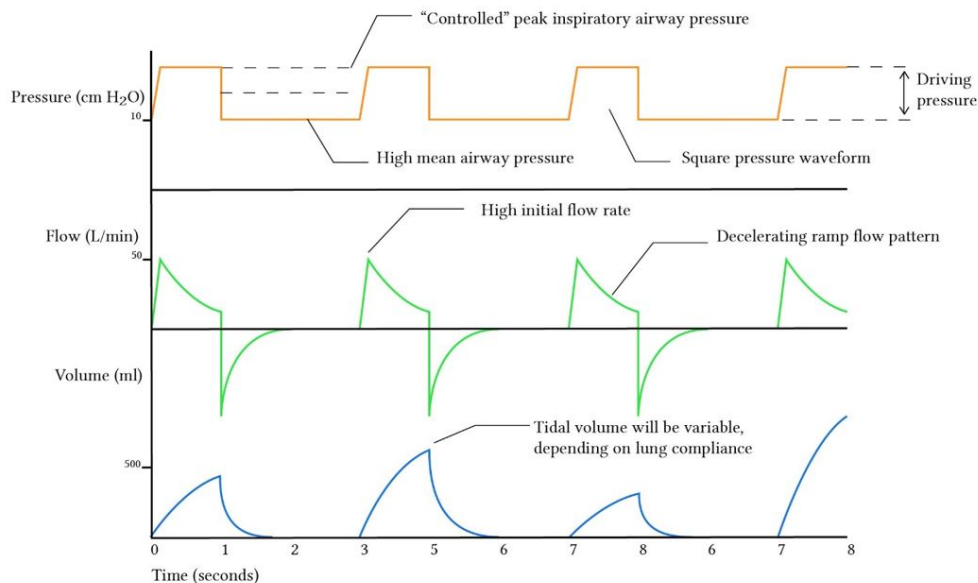 “Controlled” peak inspiratory airway pressure
Pressure (cm H₂O)
10
Driving
pressure
High mean airway pressure
Square pressure waveform
High initial flow rate
Flow (L/min)
Decelerating ramp flow pattern
50
Volume (ml)
Tidal volume will be variable,
depending on lung compliance
500
0 1 2 3 5 6 7 8 6 7 8
Time (seconds)